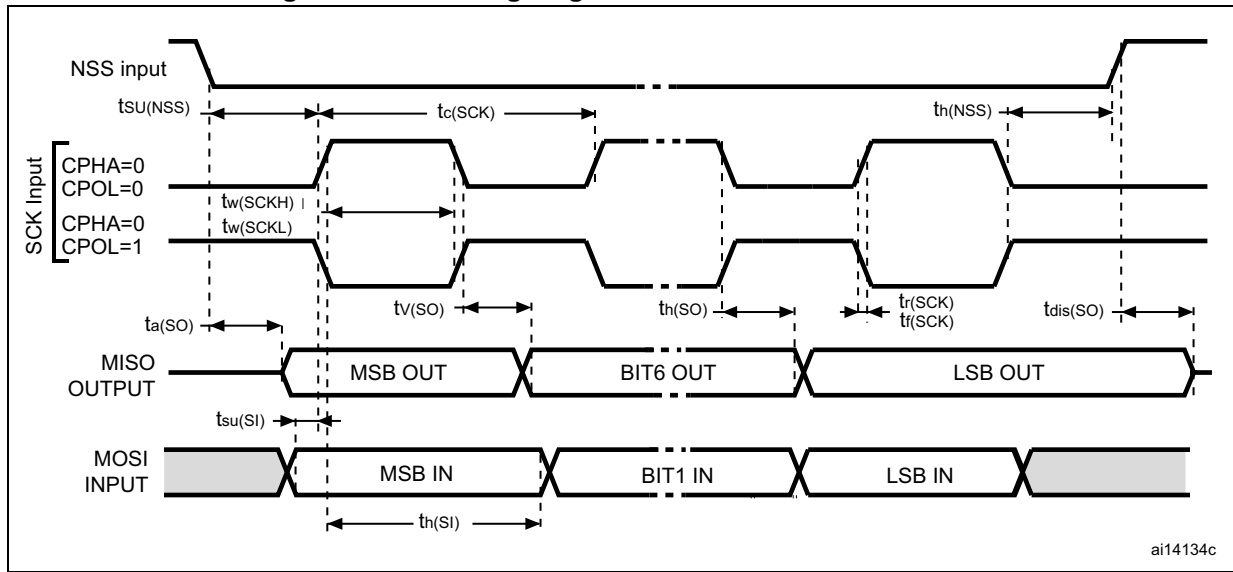 NSS input
tSU(NSS)
tc(SCK)
th(NSS)
SCK Input
CPHA=0
CPOL=0
tw(SCKH)
CPHA=0
tw(SCKL)
CPOL=1
tV(SO)
th(SO)
tr(SCK)
tf(SCK)
tdis(SO)
ta(SO)
MISO
OUTPUT
MSB OUT
BIT6 OUT
LSB OUT
tsu(SI)
MOSI
INPUT
MSB IN
BIT1 IN
LSB IN
th(SI)
ai14134c